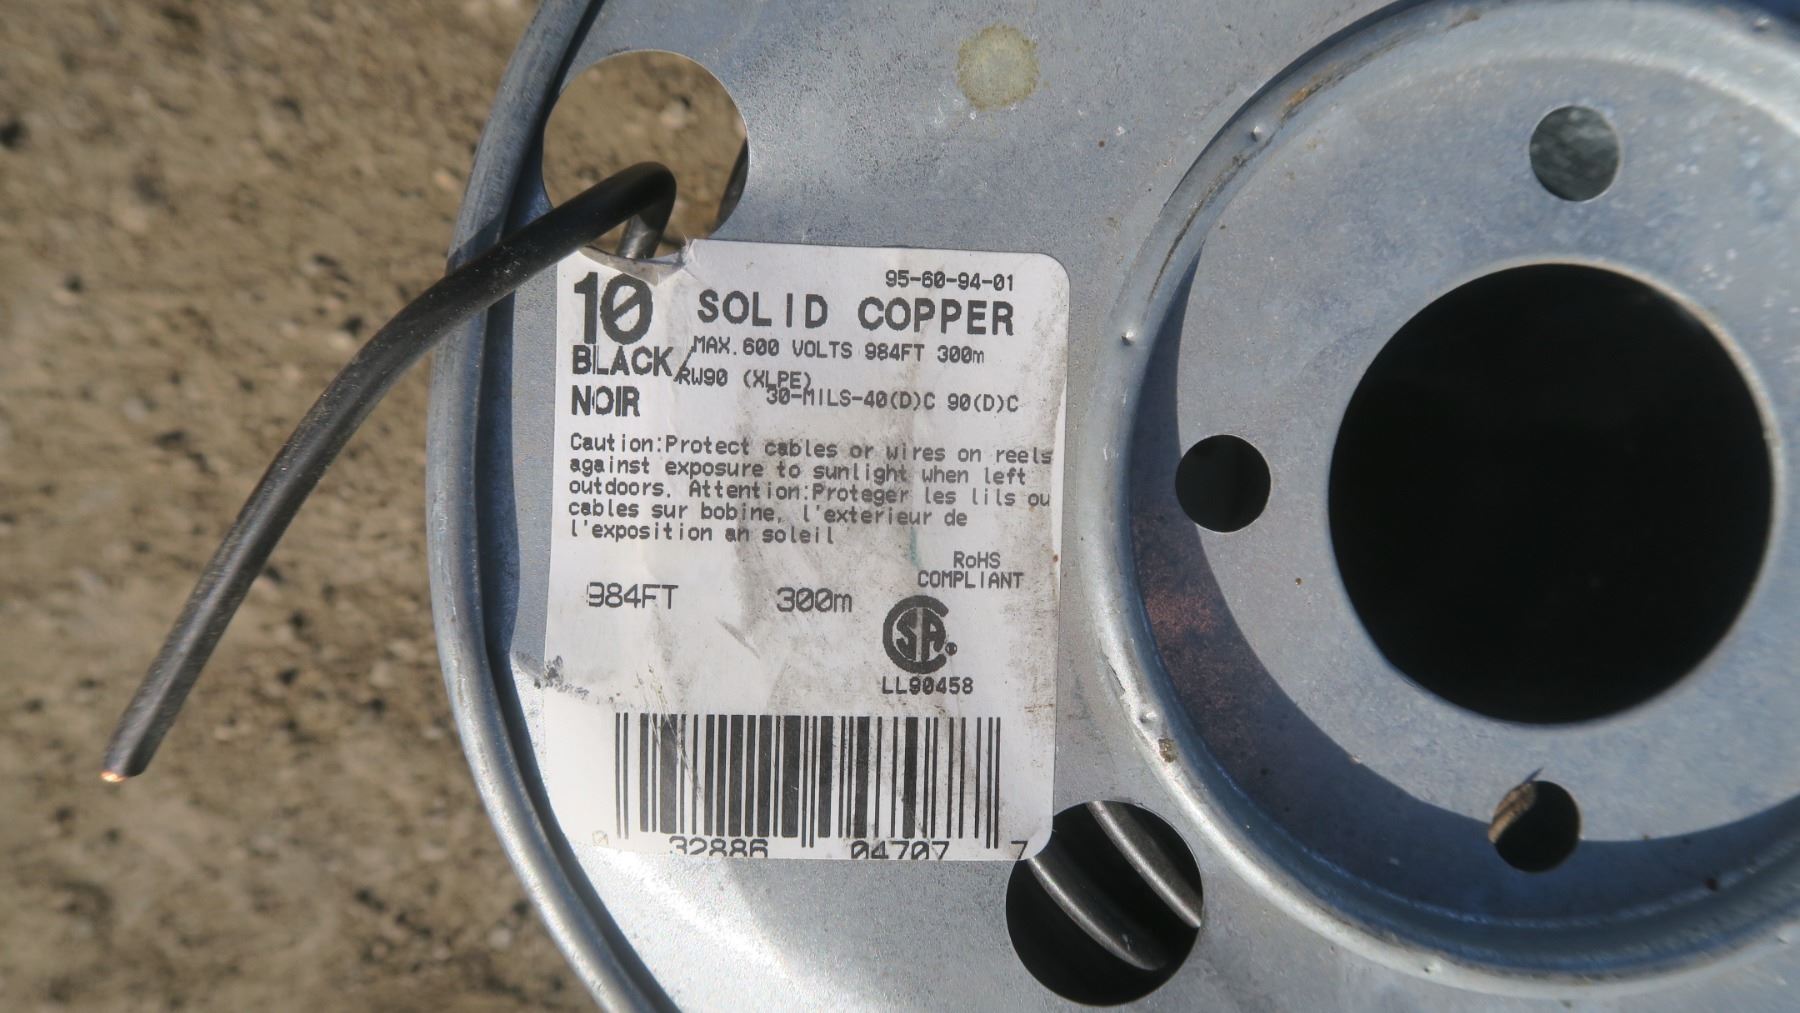 95-60-94-01
10 SOLID COPPER
MAX.600 VOLTS 984FT 300m
BLACK/
RW90 (XLPE)
30-MILS-40(D)C 90(D)C
NOIR
Caution:Protect cables or wires on reels
against exposure to sunlight when left
outdoors. Attention:Proteger les lils ou
cables sur bobine, l'exterieur de
l'exposition an soleil
RoHS
COMPLIANT
984FT 300m
CSA
LL90458
0 32886 04707 7